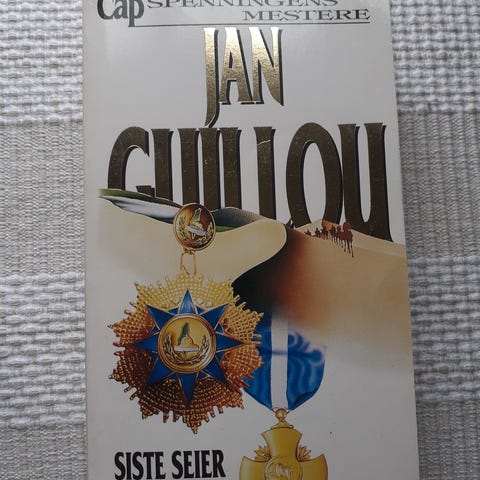 Cap SPENNINGENS
MESTERE
JAN
GUILLOU
SISTE SEIER